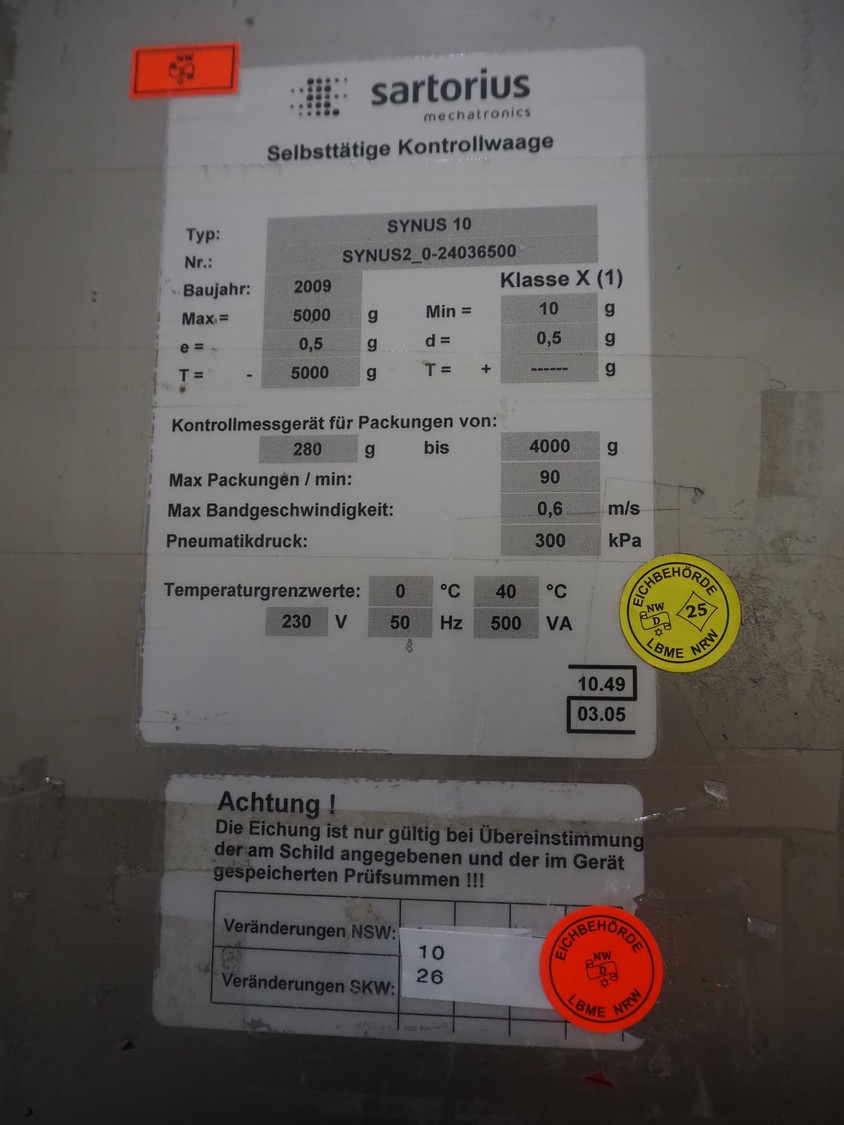 NW
sartorius
mechatronics
Selbsttätige Kontrollwaage
Typ: SYNUS 10
Nr.: SYNUS2_0-24036500
Baujahr: 2009 Klasse X (1)
Max = 5000 g Min = 10 g
e = 0,5 g d = 0,5 g
T = - 5000 g T = + ------ g
Kontrollmessgerät für Packungen von:
280 g bis 4000 g
Max Packungen / min: 90
Max Bandgeschwindigkeit: 0,6 m/s
Pneumatikdruck: 300 kPa
Temperaturgrenzwerte: 0 °C 40 °C
230 V 50 Hz 500 VA
EICHBEHÖRDE
NW
D
25
LBME NRW
10.49
03.05
Achtung !
Die Eichung ist nur gültig bei Übereinstimmung
der am Schild angegebenen und der im Gerät
gespeicherten Prüfsummen !!!
Veränderungen NSW: 10
Veränderungen SKW: 26
EICHBEHÖRDE
NW
D
LBME NRW